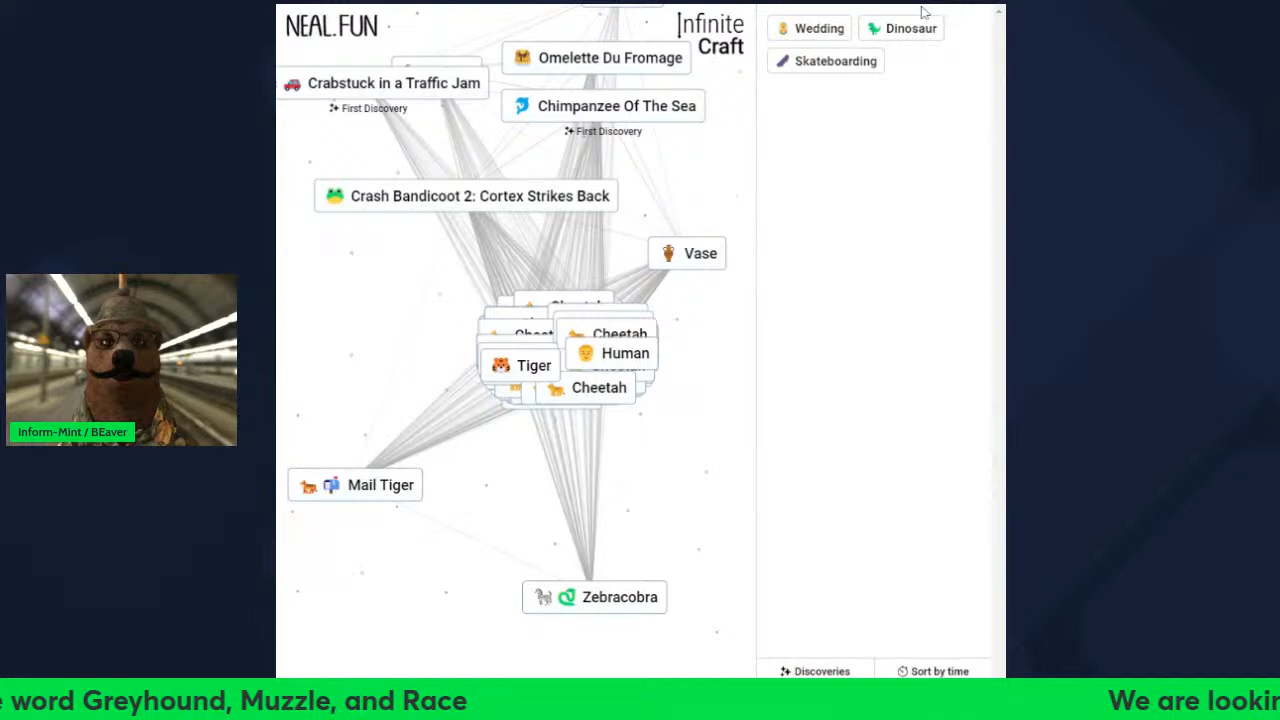 NEAL.FUN
Infinite
Craft
Omelette Du Fromage
Crabstuck in a Traffic Jam
First Discovery
Chimpanzee Of The Sea
First Discovery
Crash Bandicoot 2: Cortex Strikes Back
Vase
Cheetah
Human
Tiger
Cheetah
Mail Tiger
Zebracobra
Wedding
Dinosaur
Skateboarding
Discoveries
Sort by time
Inform-Mint / BEaver
word Greyhound, Muzzle, and Race
We are